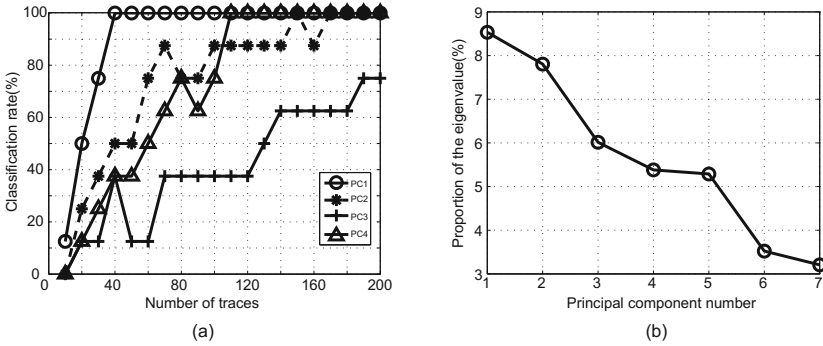 Classification rate(%)
100
80
60
40
20
0
0
40
80
120
160
200
Number of traces
PC1
PC2
PC3
PC4
(a)
Proportion of the eigenvalue(%)
9
8
7
6
5
4
3
1
2
3
4
5
6
7
Principal component number
(b)